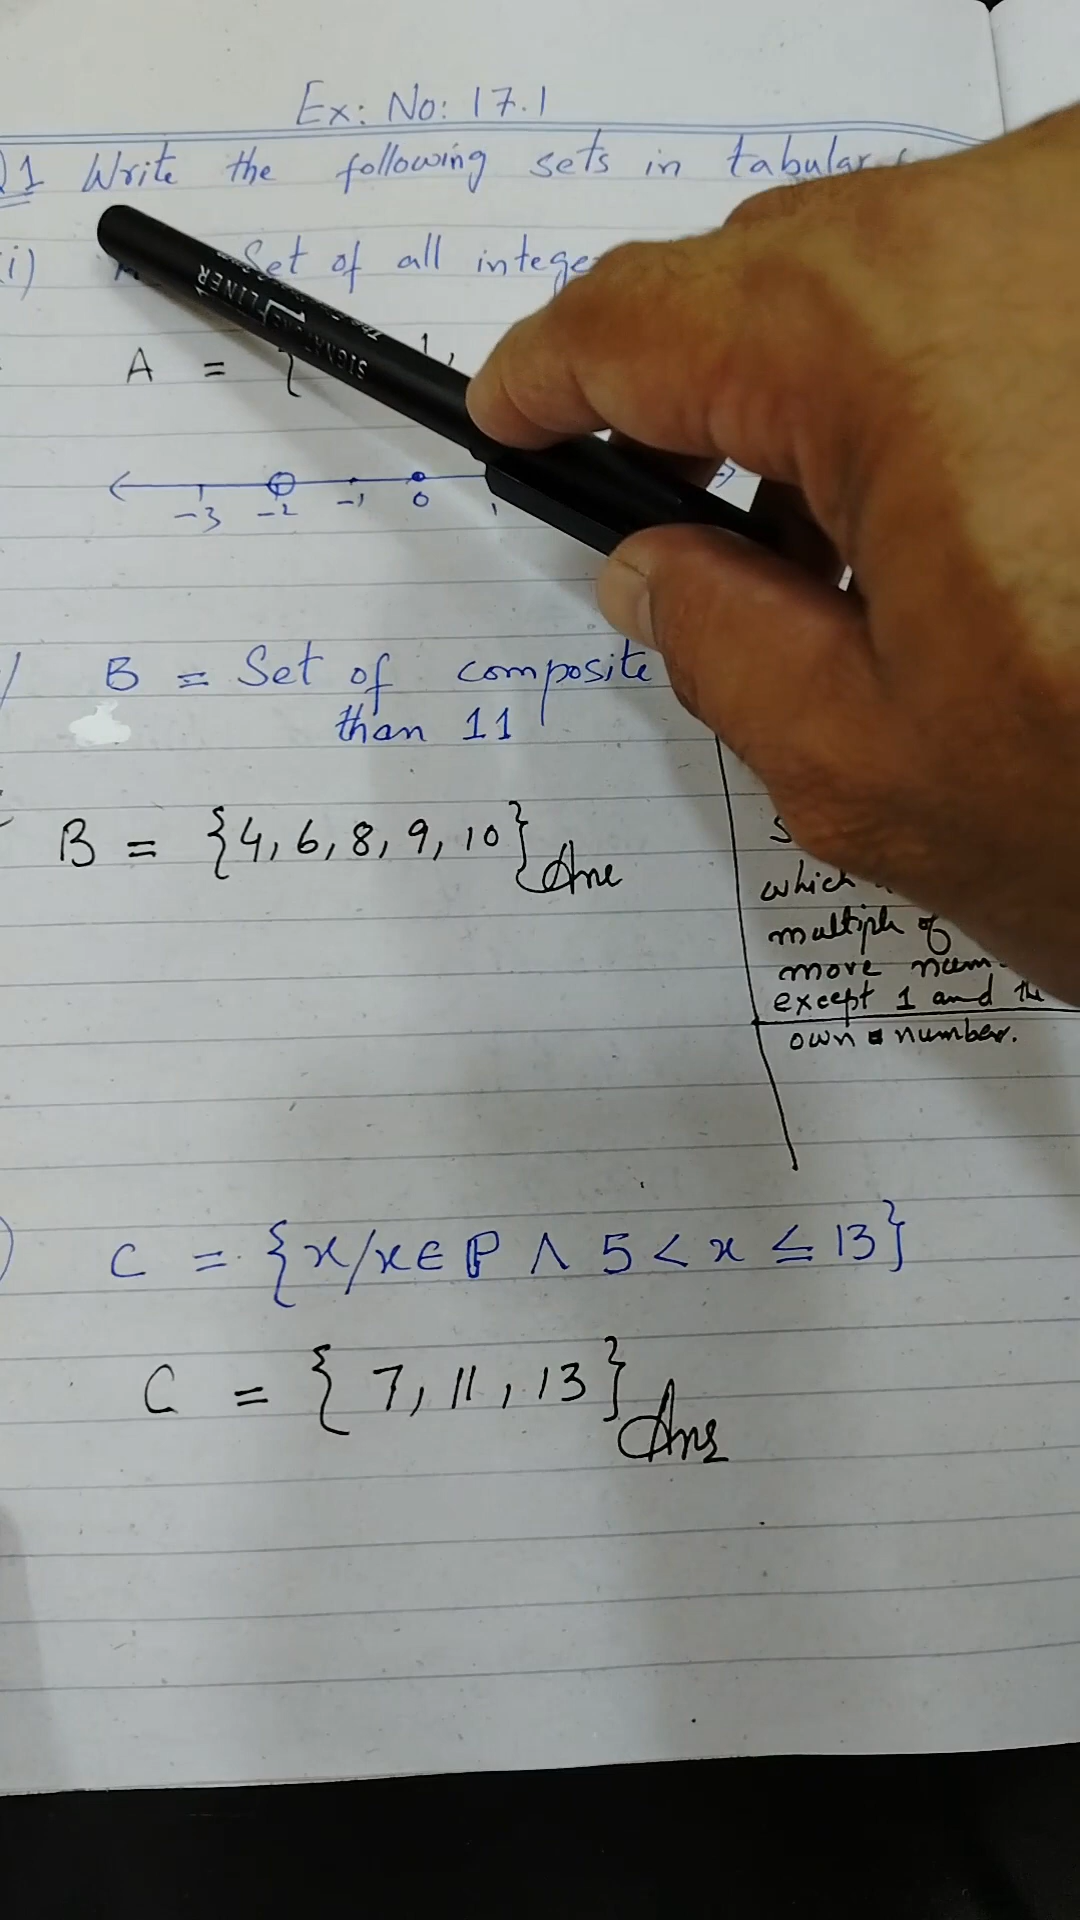 Ex: No: 17.1
Q1 Write the following sets in tabular
(i) Set of all
A = {
SIGNATURE LINER
-3 -2 -1 0 1
B = Set of composite
than 11
B = {4, 6, 8, 9, 10} Ans
which
multiple of
more
except 1 and the
own number.
C = {x/x∈P ∧ 5 < x ≤ 13}
C = {7, 11, 13} Ans